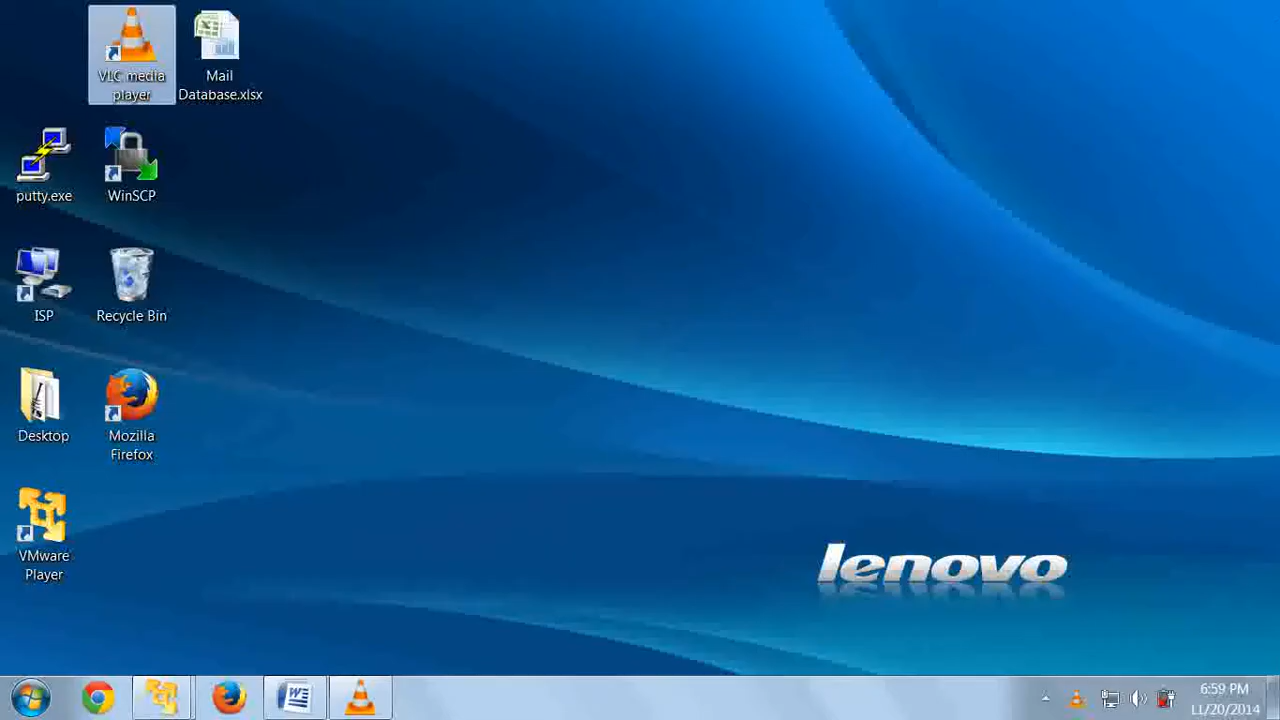 VLC media
player
Mail
Database.xlsx
putty.exe
WinSCP
ISP
Recycle Bin
Desktop
Mozilla
Firefox
VMware
Player
lenovo
6:59 PM
LL/20/2014